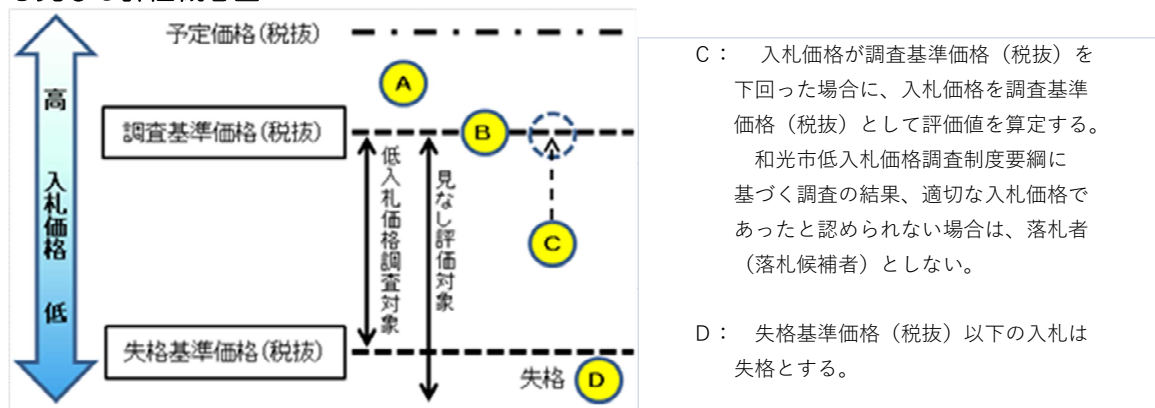 予定価格(税抜)
高
入札価格
低
調査基準価格(税抜)
失格基準価格(税抜)
A
B
C
低入札価格調査対象
見なし評価対象
失格 D
C： 入札価格が調査基準価格（税抜）を
下回った場合に、入札価格を調査基準
価格（税抜）として評価値を算定する。
和光市低入札価格調査制度要綱に
基づく調査の結果、適切な入札価格で
あったと認められない場合は、落札者
（落札候補者）としない。
D： 失格基準価格（税抜）以下の入札は
失格とする。